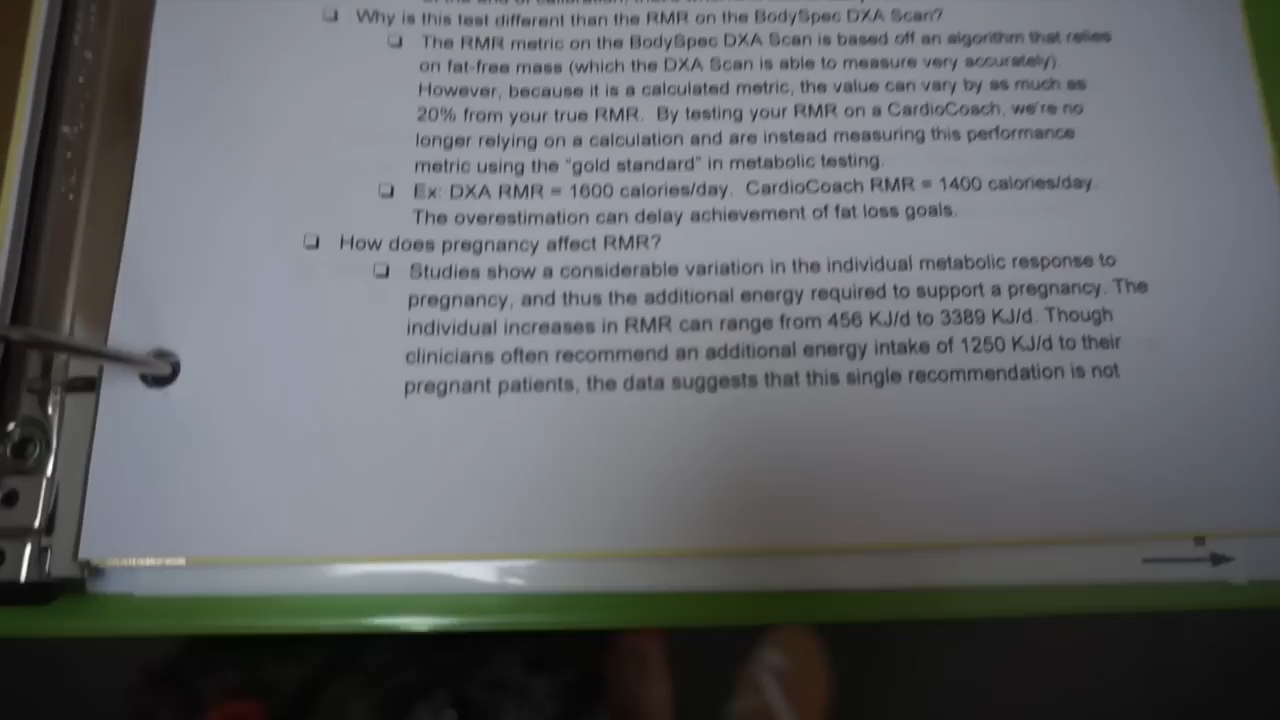 Why is this test different than the RMR on the BodySpec DXA Scan?
The RMR metric on the BodySpec DXA Scan is based off an algorithm that relies
on fat-free mass (which the DXA Scan is able to measure very accurately).
However, because it is a calculated metric, the value can vary by as much as
20% from your true RMR. By testing your RMR on a CardioCoach, we're no
longer relying on a calculation and are instead measuring this performance
metric using the "gold standard" in metabolic testing.
Ex: DXA RMR = 1600 calories/day. CardioCoach RMR = 1400 calories/day.
The overestimation can delay achievement of fat loss goals.
How does pregnancy affect RMR?
Studies show a considerable variation in the individual metabolic response to
pregnancy, and thus the additional energy required to support a pregnancy. The
individual increases in RMR can range from 456 KJ/d to 3389 KJ/d. Though
clinicians often recommend an additional energy intake of 1250 KJ/d to their
pregnant patients, the data suggests that this single recommendation is not